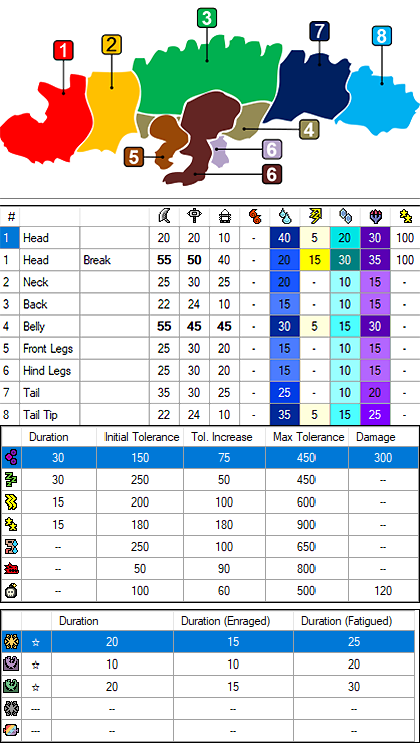 3
7
2
8
1
4
5
6
6
#
1 Head 20 20 10 - 40 5 20 30 100
1 Head Break 55 50 40 - 20 15 30 35 100
2 Neck 25 30 25 - 20 - 10 15 -
3 Back 22 24 10 - 15 - 10 15 -
4 Belly 55 45 45 - 30 5 15 30 -
5 Front Legs 25 30 20 - 15 - 10 15 -
6 Hind Legs 25 30 20 - 15 - 10 15 -
7 Tail 35 30 25 - 25 - 10 20 -
8 Tail Tip 22 24 10 - 35 5 15 25 -
Duration Initial Tolerance Tol. Increase Max Tolerance Damage
30 150 75 450 300
30 250 50 450 --
15 200 100 600 --
15 180 180 900 --
-- 250 100 650 --
-- 50 90 800 --
-- 100 60 500 120
Duration Duration (Enraged) Duration (Fatigued)
☆ 20 15 25
☆ 10 10 20
☆ 20 15 30
--- -- -- --
--- -- -- --